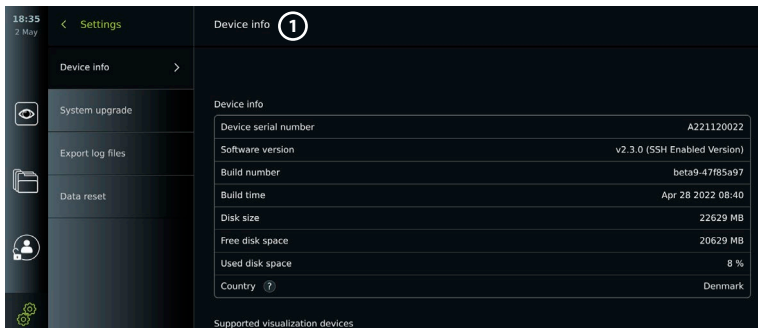 18:35
2 May
Settings
Device info
1
Device info
System upgrade
Export log files
Data reset
Device info
Device serial number A221120022
Software version v2.3.0 (SSH Enabled Version)
Build number beta9-47f85a97
Build time Apr 28 2022 08:40
Disk size 22629 MB
Free disk space 20629 MB
Used disk space 8 %
Country ? Denmark
Supported visualization devices